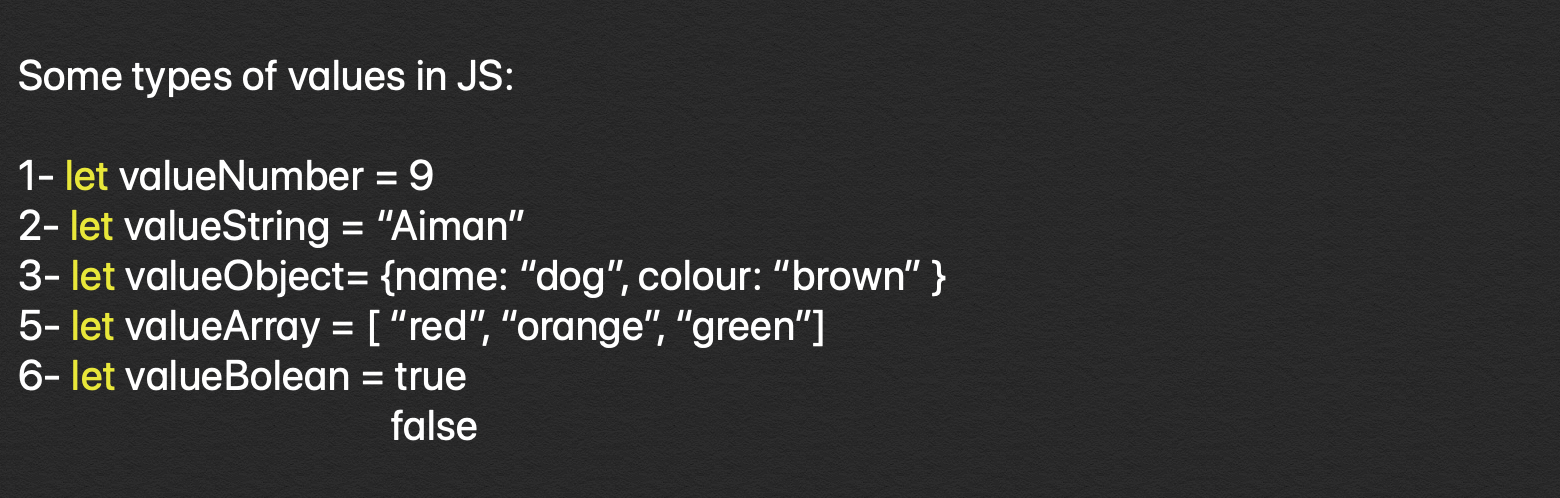 Some types of values in JS:
1- let valueNumber = 9
2- let valueString = “Aiman”
3- let valueObject= {name: “dog”, colour: “brown” }
5- let valueArray = [ “red”, “orange”, “green”]
6- let valueBolean = true
false